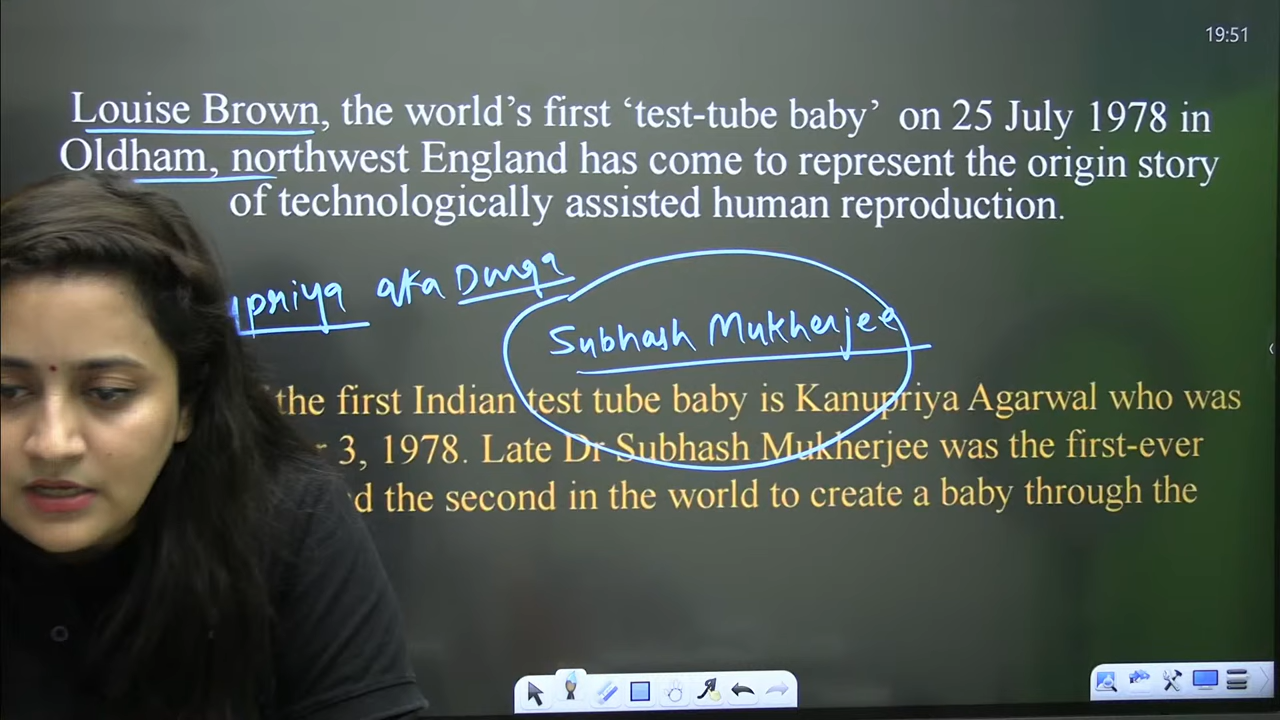 19:51
Louise Brown, the world's first 'test-tube baby' on 25 July 1978 in
Oldham, northwest England has come to represent the origin story
of technologically assisted human reproduction.
aka Durga
Subhash Mukherjee
the first Indian test tube baby is Kanupriya Agarwal who was
3, 1978. Late Dr Subhash Mukherjee was the first-ever
the second in the world to create a baby through the